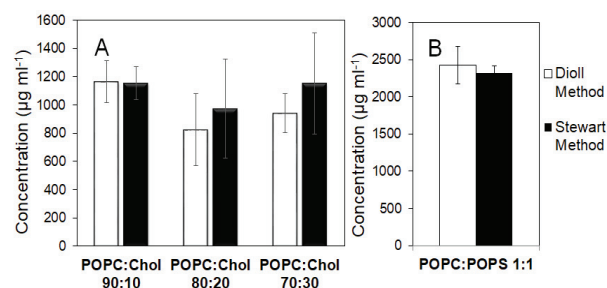 A
Concentration (µg ml-1)
1600
1400
1200
1000
800
600
400
200
0
POPC:Chol POPC:Chol POPC:Chol
90:10 80:20 70:30
B
Concentration (µg ml-1)
3000
2500
2000
1500
1000
500
0
POPC:POPS 1:1
Dioll
Method
Stewart
Method